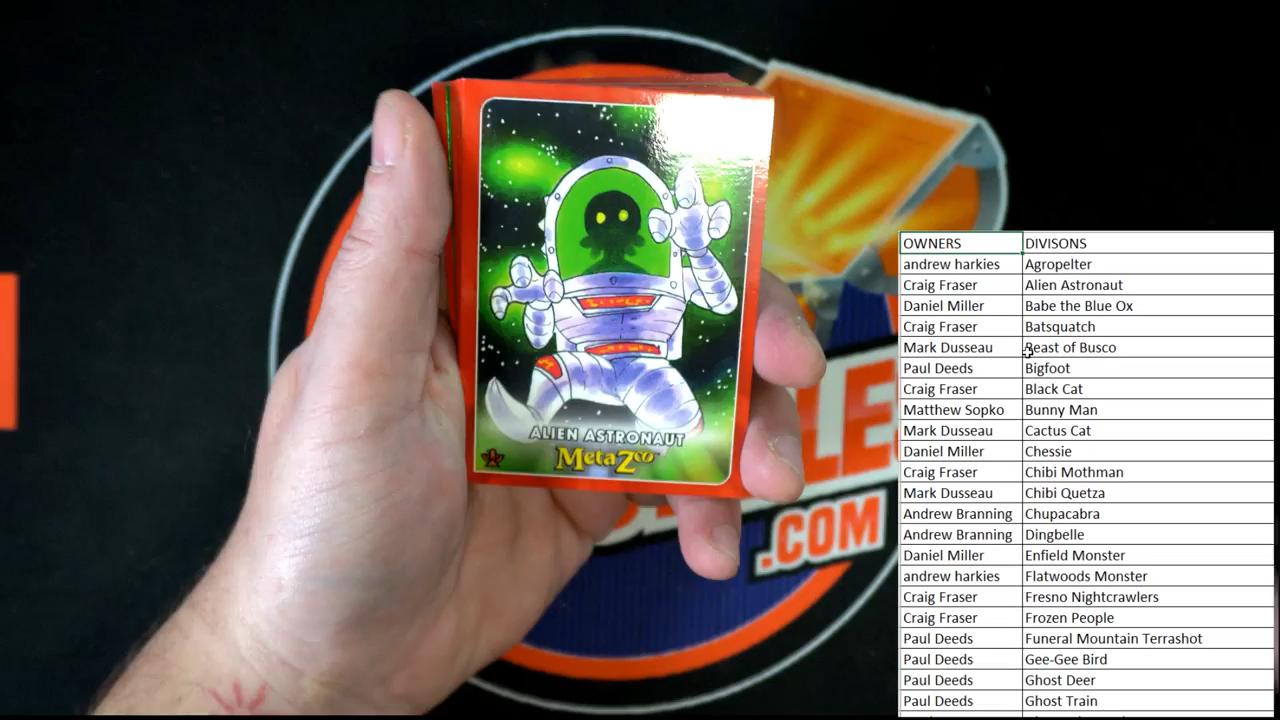 ALIEN ASTRONAUT
MetaZoo
.COM
OWNERS DIVISONS
andrew harkies Agropelter
Craig Fraser Alien Astronaut
Daniel Miller Babe the Blue Ox
Craig Fraser Batsquatch
Mark Dusseau Beast of Busco
Paul Deeds Bigfoot
Craig Fraser Black Cat
Matthew Sopko Bunny Man
Mark Dusseau Cactus Cat
Daniel Miller Chessie
Craig Fraser Chibi Mothman
Mark Dusseau Chibi Quetza
Andrew Branning Chupacabra
Andrew Branning Dingbelle
Daniel Miller Enfield Monster
andrew harkies Flatwoods Monster
Craig Fraser Fresno Nightcrawlers
Craig Fraser Frozen People
Paul Deeds Funeral Mountain Terrashot
Paul Deeds Gee-Gee Bird
Paul Deeds Ghost Deer
Paul Deeds Ghost Train